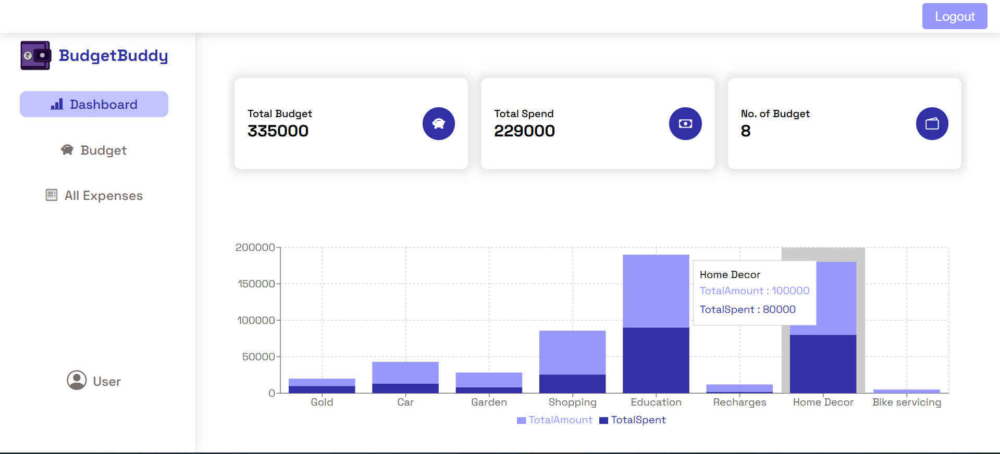 Logout
₹
BudgetBuddy
Dashboard
Budget
All Expenses
User
Total Budget
335000
Total Spend
229000
No. of Budget
8
200000
150000
100000
50000
0
Home Decor
TotalAmount : 100000
TotalSpent : 80000
Gold Car Garden Shopping Education Recharges Home Decor Bike servicing
TotalAmount TotalSpent